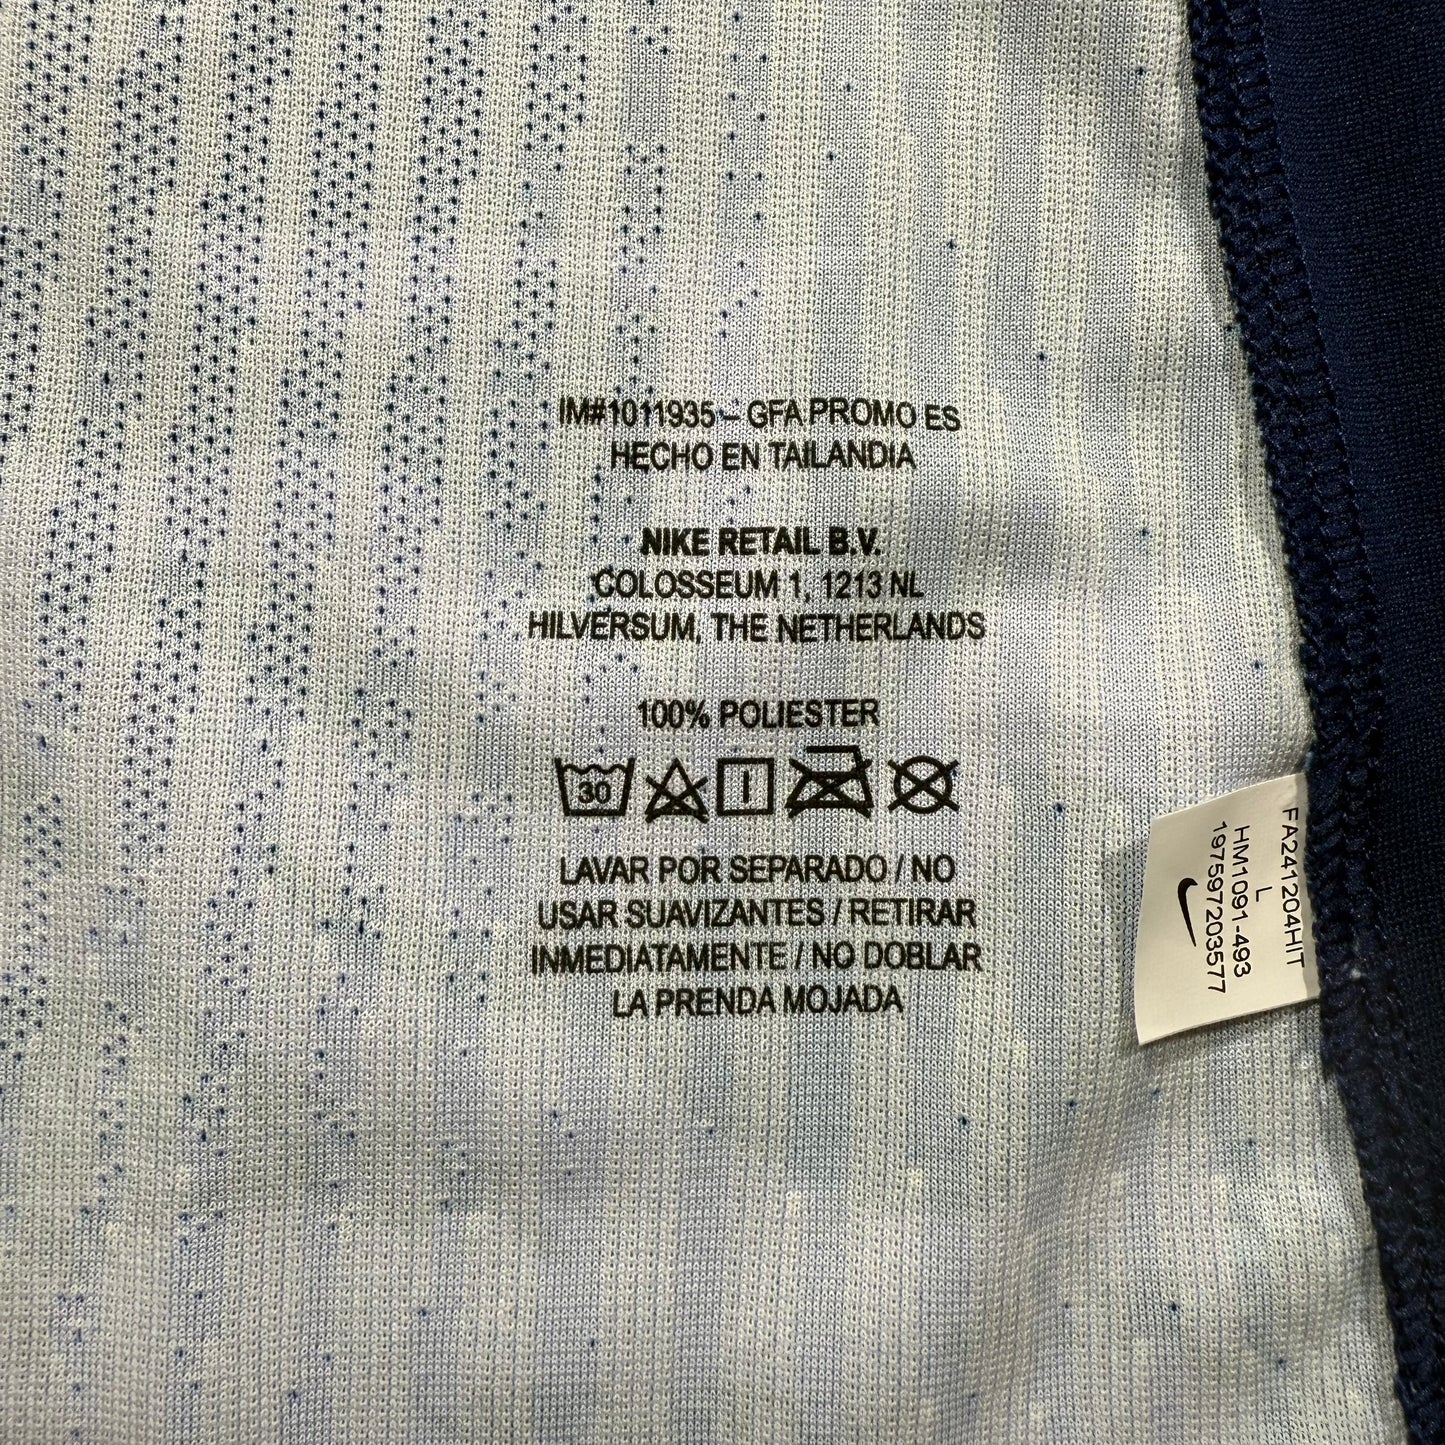 IM#1011935 – GFA PROMO ES
HECHO EN TAILANDIA
NIKE RETAIL B.V.
COLOSSEUM 1, 1213 NL
HILVERSUM, THE NETHERLANDS
100% POLIESTER
30
LAVAR POR SEPARADO / NO
USAR SUAVIZANTES / RETIRAR
INMEDIATAMENTE / NO DOBLAR
LA PRENDA MOJADA
FA241204HIT
L
HM1091-493
197597203577